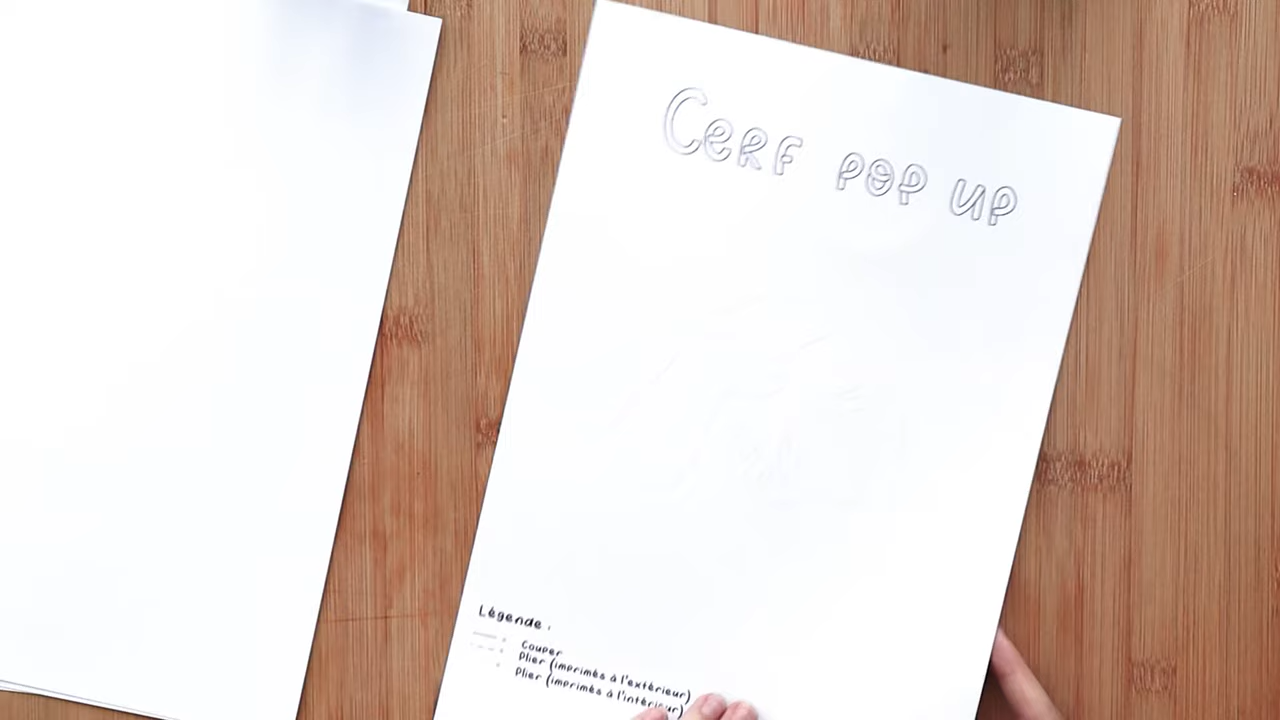 Cerf pop up
Légende :
Couper
Plier (imprimés à l'extérieur)
Plier (imprimés à l'intérieur)